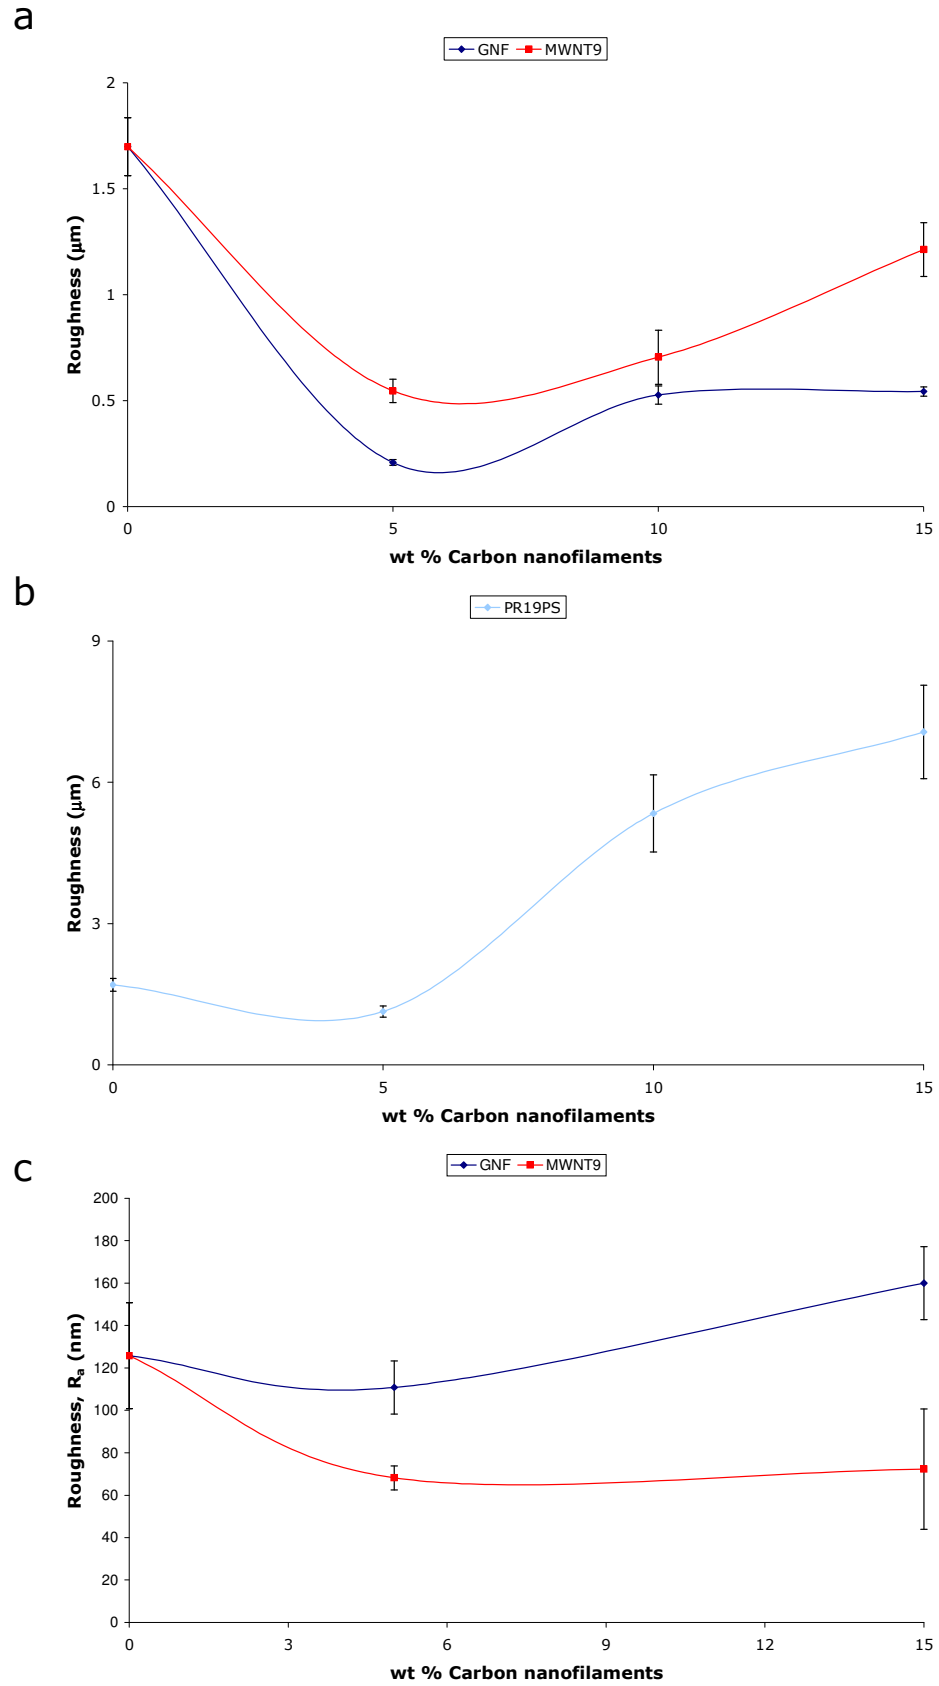 a
GNF MWNT9
2
1.5
1
0.5
0
Roughness (μm)
0 5 10 15
wt % Carbon nanofilaments
b
PR19PS
9
6
3
0
Roughness (μm)
0 5 10 15
wt % Carbon nanofilaments
c
GNF MWNT9
200
180
160
140
120
100
80
60
40
20
0
Roughness, Ra (nm)
0 3 6 9 12 15
wt % Carbon nanofilaments